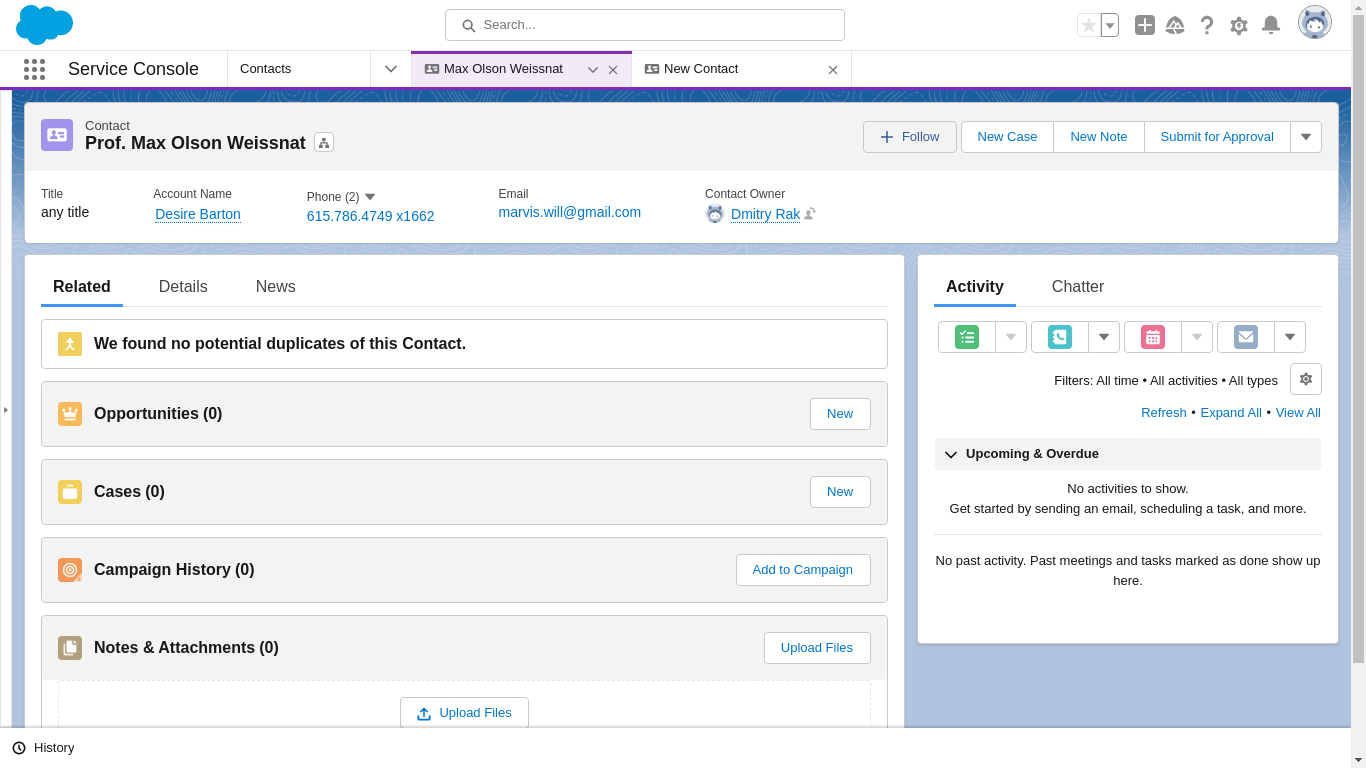 Search...
Service Console
Contacts
Max Olson Weissnat
New Contact
Contact
Prof. Max Olson Weissnat
Follow
New Case
New Note
Submit for Approval
Title
any title
Account Name
Desire Barton
Phone (2)
615.786.4749 x1662
Email
marvis.will@gmail.com
Contact Owner
Dmitry Rak
Related
Details
News
We found no potential duplicates of this Contact.
Opportunities (0)
New
Cases (0)
New
Campaign History (0)
Add to Campaign
Notes & Attachments (0)
Upload Files
Upload Files
Activity
Chatter
Filters: All time • All activities • All types
Refresh • Expand All • View All
Upcoming & Overdue
No activities to show.
Get started by sending an email, scheduling a task, and more.
No past activity. Past meetings and tasks marked as done show up
here.
History